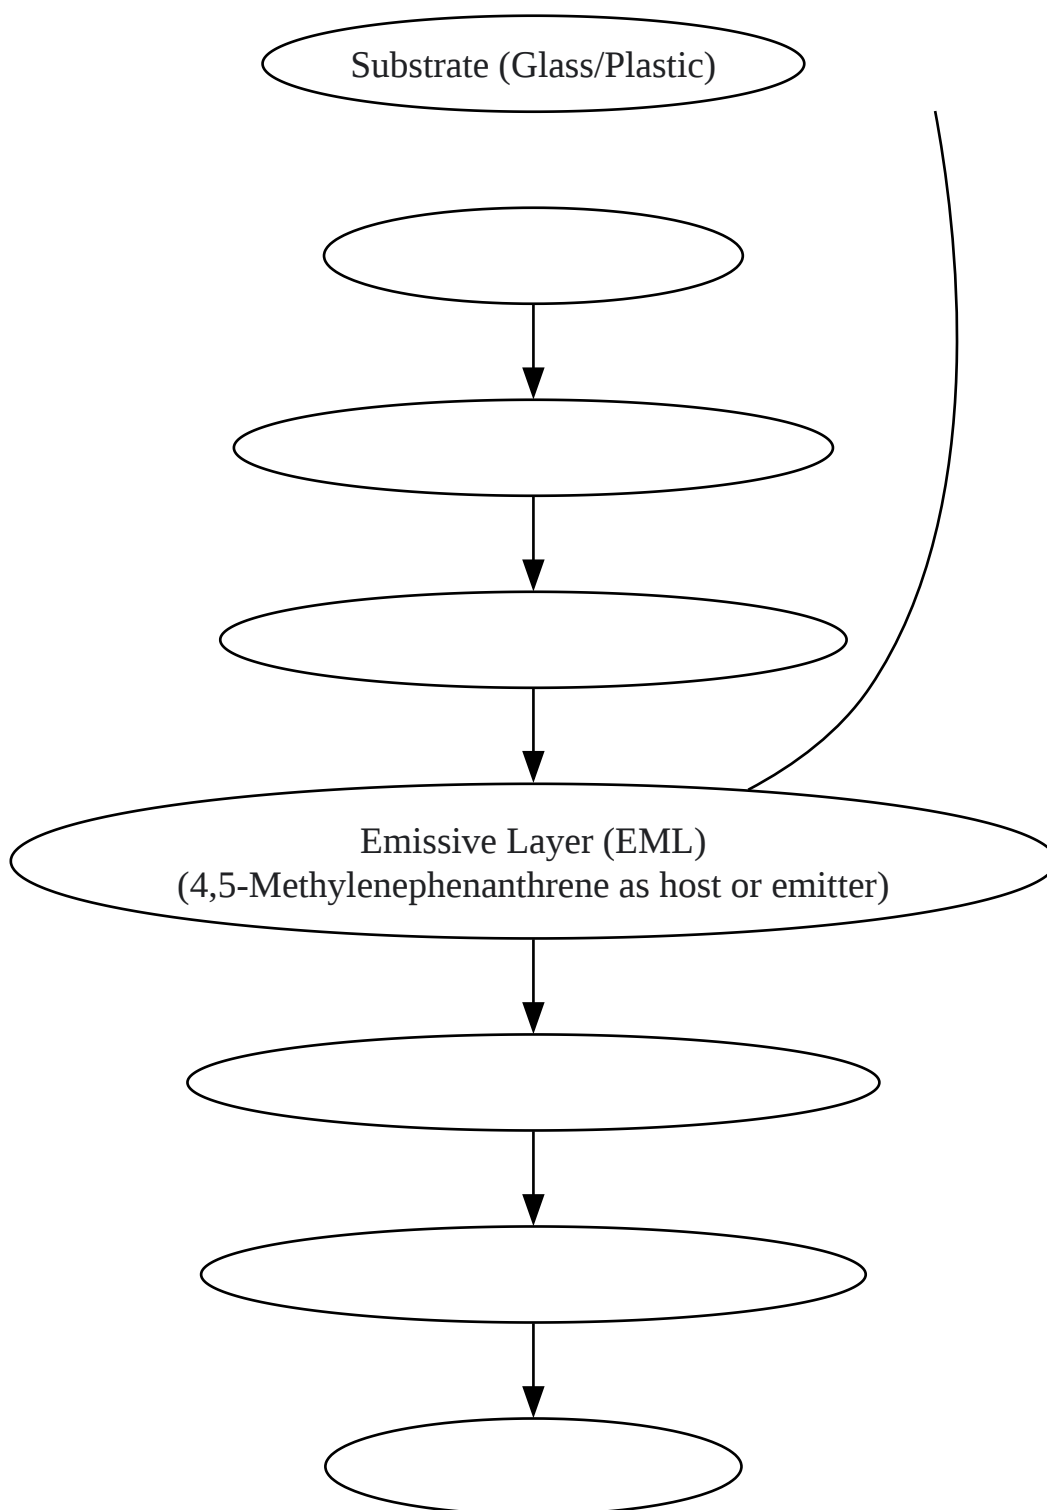 Substrate (Glass/Plastic)
Emissive Layer (EML)
(4,5-Methylenephenanthrene as host or emitter)